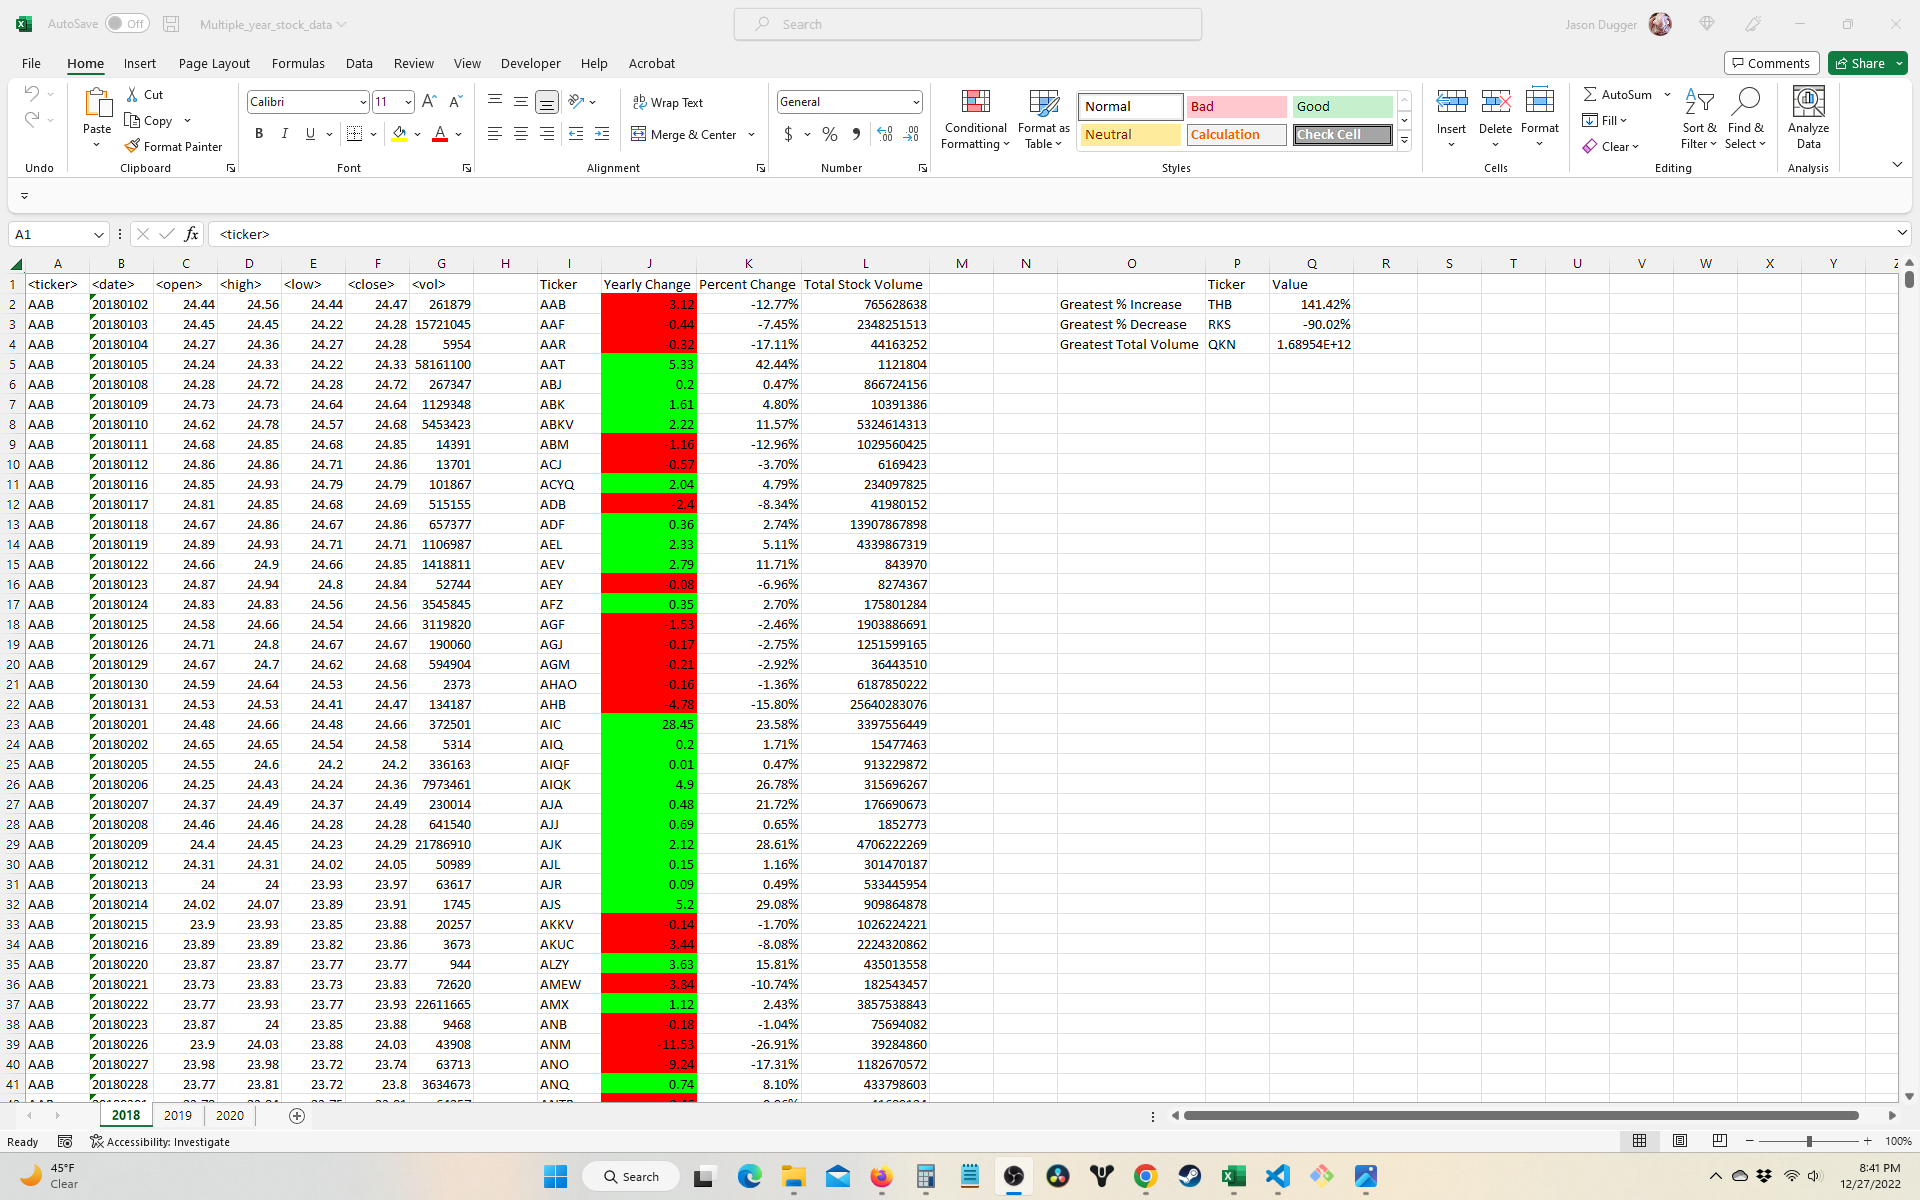 AutoSave Off Multiple_year_stock_data Search Jason Dugger
File Home Insert Page Layout Formulas Data Review View Developer Help Acrobat Comments Share
Paste Cut Copy Format Painter
Calibri 11 B I U A
Wrap Text Merge & Center
General $ %
Conditional Formatting Format as Table
Normal Bad Good
Neutral Calculation Check Cell
Insert Delete Format
AutoSum Fill Clear
Sort & Filter Find & Select
Analyze Data
Undo Clipboard Font Alignment Number Styles Cells Editing Analysis
A1 fx <ticker>
A B C D E F G H I J K L M N O P Q R S T U V W X Y Z
1 <ticker> <date> <open> <high> <low> <close> <vol> Ticker Yearly Change Percent Change Total Stock Volume Ticker Value
2 AAB 20180102 24.44 24.56 24.44 24.47 261879 AAB -3.12 -12.77% 765628638 Greatest % Increase THB 141.42%
3 AAB 20180103 24.45 24.45 24.22 24.28 15721045 AAF -0.44 -7.45% 2348251513 Greatest % Decrease RKS -90.02%
4 AAB 20180104 24.27 24.36 24.27 24.28 5954 AAR -0.32 -17.11% 44163252 Greatest Total Volume QKN 1.68954E+12
5 AAB 20180105 24.24 24.33 24.22 24.33 58161100 AAT 5.33 42.44% 1121804
6 AAB 20180108 24.28 24.72 24.28 24.72 267347 ABJ 0.2 0.47% 866724156
7 AAB 20180109 24.73 24.73 24.64 24.64 1129348 ABK 1.61 4.80% 10391386
8 AAB 20180110 24.62 24.78 24.57 24.68 5453423 ABKV 2.22 11.57% 5324614313
9 AAB 20180111 24.68 24.85 24.68 24.85 14391 ABM -1.16 -12.96% 1029560425
10 AAB 20180112 24.86 24.86 24.71 24.86 13701 ACJ -0.57 -3.70% 6169423
11 AAB 20180116 24.85 24.93 24.79 24.79 101867 ACYQ 2.04 4.79% 234097825
12 AAB 20180117 24.81 24.85 24.68 24.69 515155 ADB -2.4 -8.34% 41980152
13 AAB 20180118 24.67 24.86 24.67 24.86 657377 ADF 0.36 2.74% 13907867898
14 AAB 20180119 24.89 24.93 24.71 24.71 1106987 AEL 2.33 5.11% 4339867319
15 AAB 20180122 24.66 24.9 24.66 24.85 1418811 AEV 2.79 11.71% 843970
16 AAB 20180123 24.87 24.94 24.8 24.84 52744 AEY -0.08 -6.96% 8274367
17 AAB 20180124 24.83 24.83 24.56 24.56 3545845 AFZ 0.35 2.70% 175801284
18 AAB 20180125 24.58 24.66 24.54 24.66 3119820 AGF -1.53 -2.46% 1903886691
19 AAB 20180126 24.71 24.8 24.67 24.67 190060 AGJ -0.17 -2.75% 1251599165
20 AAB 20180129 24.67 24.7 24.62 24.68 594904 AGM -0.21 -2.92% 36443510
21 AAB 20180130 24.59 24.64 24.53 24.56 2373 AHAO -0.16 -1.36% 6187850222
22 AAB 20180131 24.53 24.53 24.41 24.47 134187 AHB -4.78 -15.80% 25640283076
23 AAB 20180201 24.48 24.66 24.48 24.66 372501 AIC 28.45 23.58% 3397556449
24 AAB 20180202 24.65 24.65 24.54 24.58 5314 AIQ 0.2 1.71% 15477463
25 AAB 20180205 24.55 24.6 24.2 24.2 336163 AIQF 0.01 0.47% 913229872
26 AAB 20180206 24.25 24.43 24.24 24.36 7973461 AIQK 4.9 26.78% 315696267
27 AAB 20180207 24.37 24.49 24.37 24.49 230014 AJA 0.48 21.72% 176690673
28 AAB 20180208 24.46 24.46 24.28 24.28 641540 AJJ 0.69 0.65% 1852773
29 AAB 20180209 24.4 24.45 24.23 24.29 21786910 AJK 2.12 28.61% 4706222269
30 AAB 20180212 24.31 24.31 24.02 24.05 50989 AJL 0.15 1.16% 301470187
31 AAB 20180213 24 24 23.93 23.97 63617 AJR 0.09 0.49% 533445954
32 AAB 20180214 24.02 24.07 23.89 23.91 1745 AJS 5.2 29.08% 909864878
33 AAB 20180215 23.9 23.93 23.85 23.88 20257 AKKV -0.14 -1.70% 1026224221
34 AAB 20180216 23.89 23.89 23.82 23.86 3673 AKUC -3.44 -8.08% 2224320862
35 AAB 20180220 23.87 23.87 23.77 23.77 944 ALZY 3.63 15.81% 435013558
36 AAB 20180221 23.73 23.83 23.73 23.83 72620 AMEW -3.84 -10.74% 182543457
37 AAB 20180222 23.77 23.93 23.77 23.93 22611665 AMX 1.12 2.43% 3857538843
38 AAB 20180223 23.87 24 23.85 23.88 9468 ANB -0.18 -1.04% 75694082
39 AAB 20180226 23.9 24.03 23.88 24.03 43908 ANM -11.53 -26.91% 39284860
40 AAB 20180227 23.98 23.98 23.72 23.74 63713 ANO -9.24 -17.31% 1182670572
41 AAB 20180228 23.77 23.81 23.72 23.8 3634673 ANQ 0.74 8.10% 433798603
2018 2019 2020
Ready Accessibility: Investigate 100%
45°F
Clear
Search
8:41 PM
12/27/2022